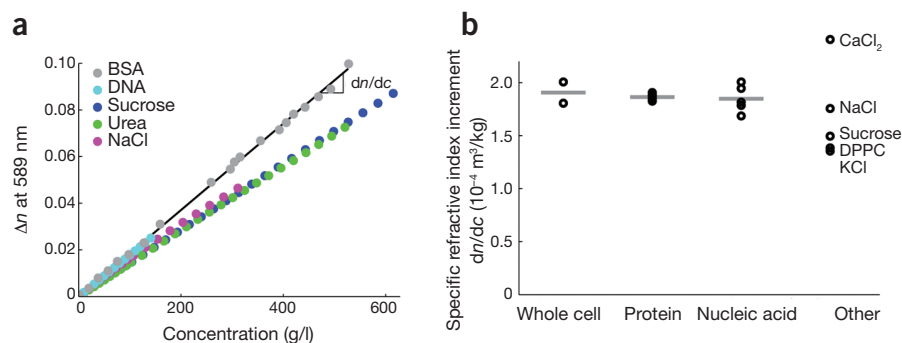 a
0.10
0.08
0.06
0.04
0.02
0
Δn at 589 nm
BSA
DNA
Sucrose
Urea
NaCl
dn/dc
200
400
600
Concentration (g/l)
b
Specific refractive index increment
dn/dc (10⁻⁴ m³/kg)
2.0
1.5
1.0
0.5
0
CaCl₂
NaCl
Sucrose
DPPC
KCl
Whole cell
Protein
Nucleic acid
Other